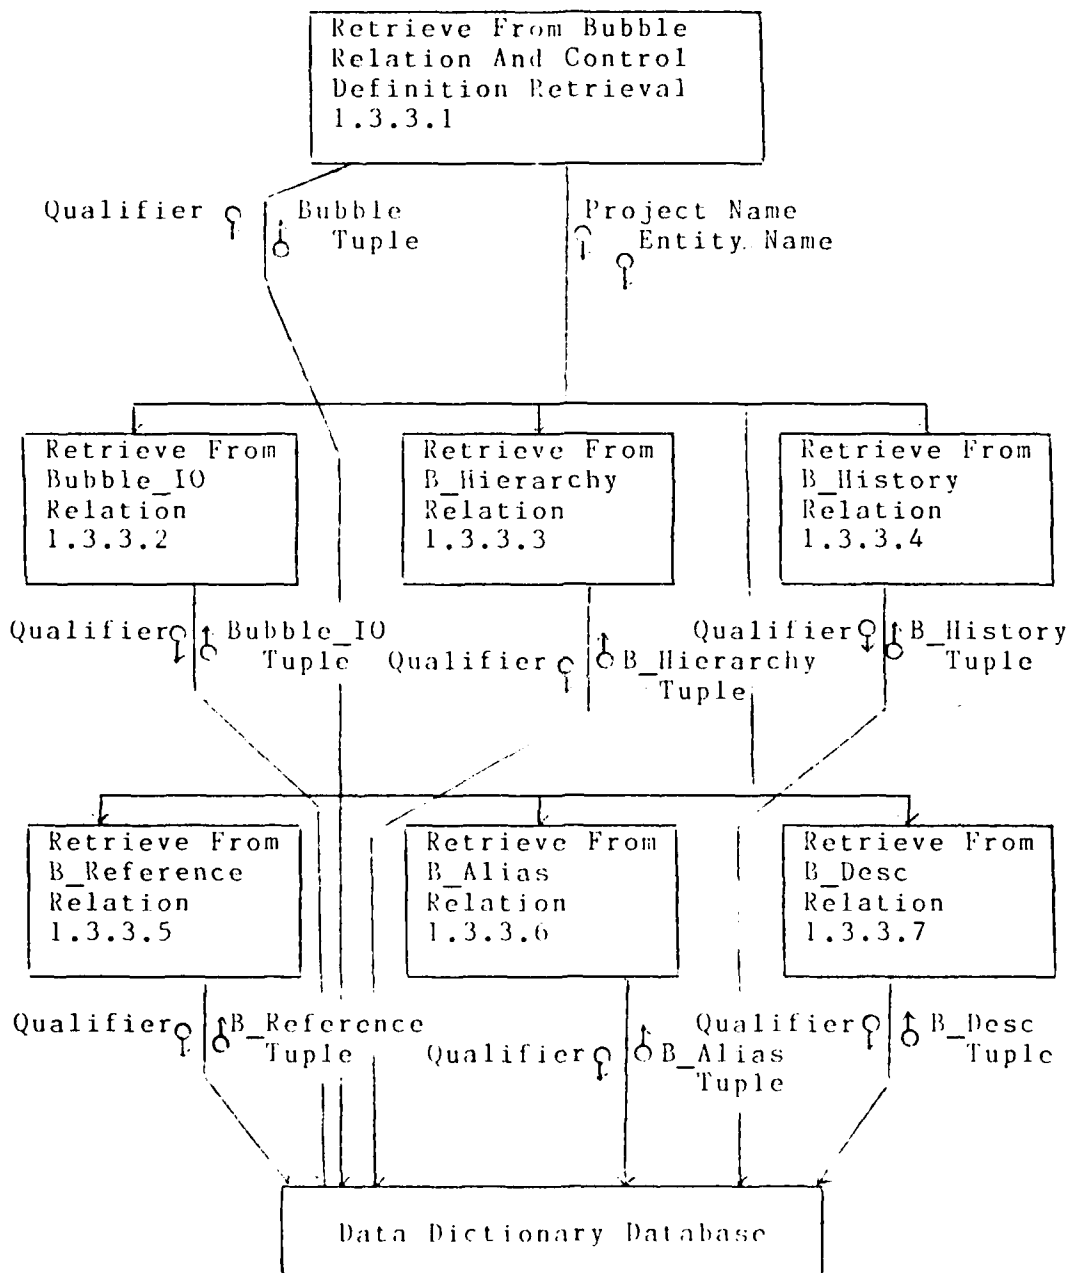 Retrieve From Bubble
Relation And Control
Definition Retrieval
1.3.3.1
Qualifier
Bubble
Tuple
Project Name
Entity Name
Retrieve From
Bubble_IO
Relation
1.3.3.2
Retrieve From
B_Hierarchy
Relation
1.3.3.3
Retrieve From
B_History
Relation
1.3.3.4
Qualifier
Bubble_IO
Tuple
Qualifier
B_Hierarchy
Tuple
Qualifier
B_History
Tuple
Retrieve From
B_Reference
Relation
1.3.3.5
Retrieve From
B_Alias
Relation
1.3.3.6
Retrieve From
B_Desc
Relation
1.3.3.7
Qualifier
B_Reference
Tuple
Qualifier
B_Alias
Tuple
Qualifier
B_Desc
Tuple
Data Dictionary Database